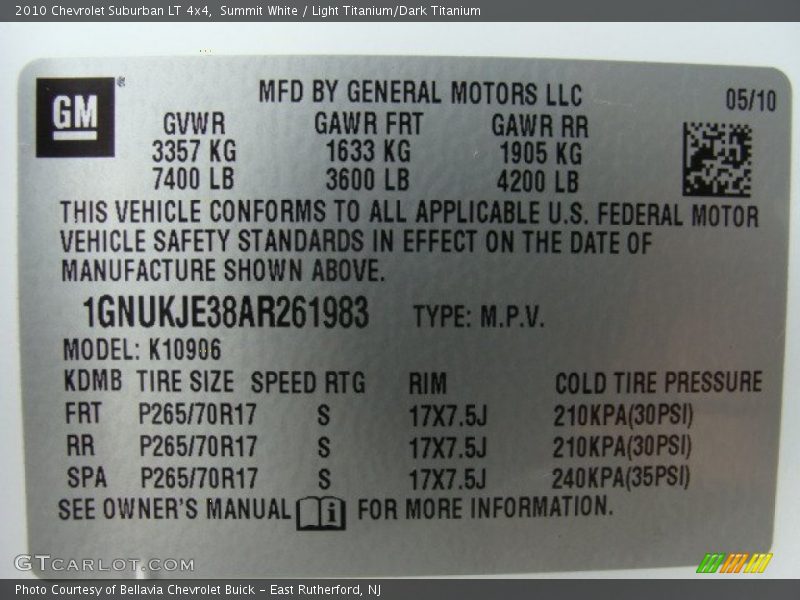 2010 Chevrolet Suburban LT 4x4, Summit White / Light Titanium/Dark Titanium
GM ® MFD BY GENERAL MOTORS LLC 05/10
GVWR GAWR FRT GAWR RR
3357 KG 1633 KG 1905 KG
7400 LB 3600 LB 4200 LB
THIS VEHICLE CONFORMS TO ALL APPLICABLE U.S. FEDERAL MOTOR
VEHICLE SAFETY STANDARDS IN EFFECT ON THE DATE OF
MANUFACTURE SHOWN ABOVE.
1GNUKJE38AR261983 TYPE: M.P.V.
MODEL: K10906
KDMB TIRE SIZE SPEED RTG RIM COLD TIRE PRESSURE
FRT P265/70R17 S 17X7.5J 210KPA(30PSI)
RR P265/70R17 S 17X7.5J 210KPA(30PSI)
SPA P265/70R17 S 17X7.5J 240KPA(35PSI)
SEE OWNER'S MANUAL i FOR MORE INFORMATION.
GTCARLOT.COM
Photo Courtesy of Bellavia Chevrolet Buick - East Rutherford, NJ